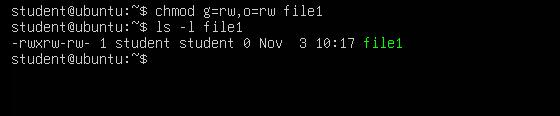 student@ubuntu:~$ chmod g=rw,o=rw file1
student@ubuntu:~$ ls -l file1
-rwxrw-rw- 1 student student 0 Nov  3 10:17 file1
student@ubuntu:~$